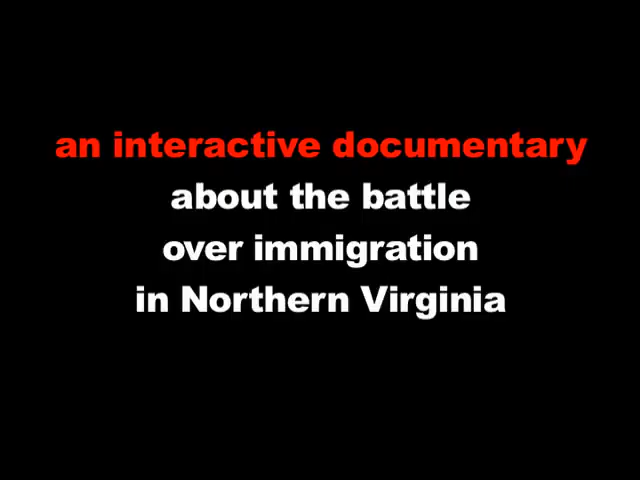 an interactive documentary
about the battle
over immigration
in Northern Virginia